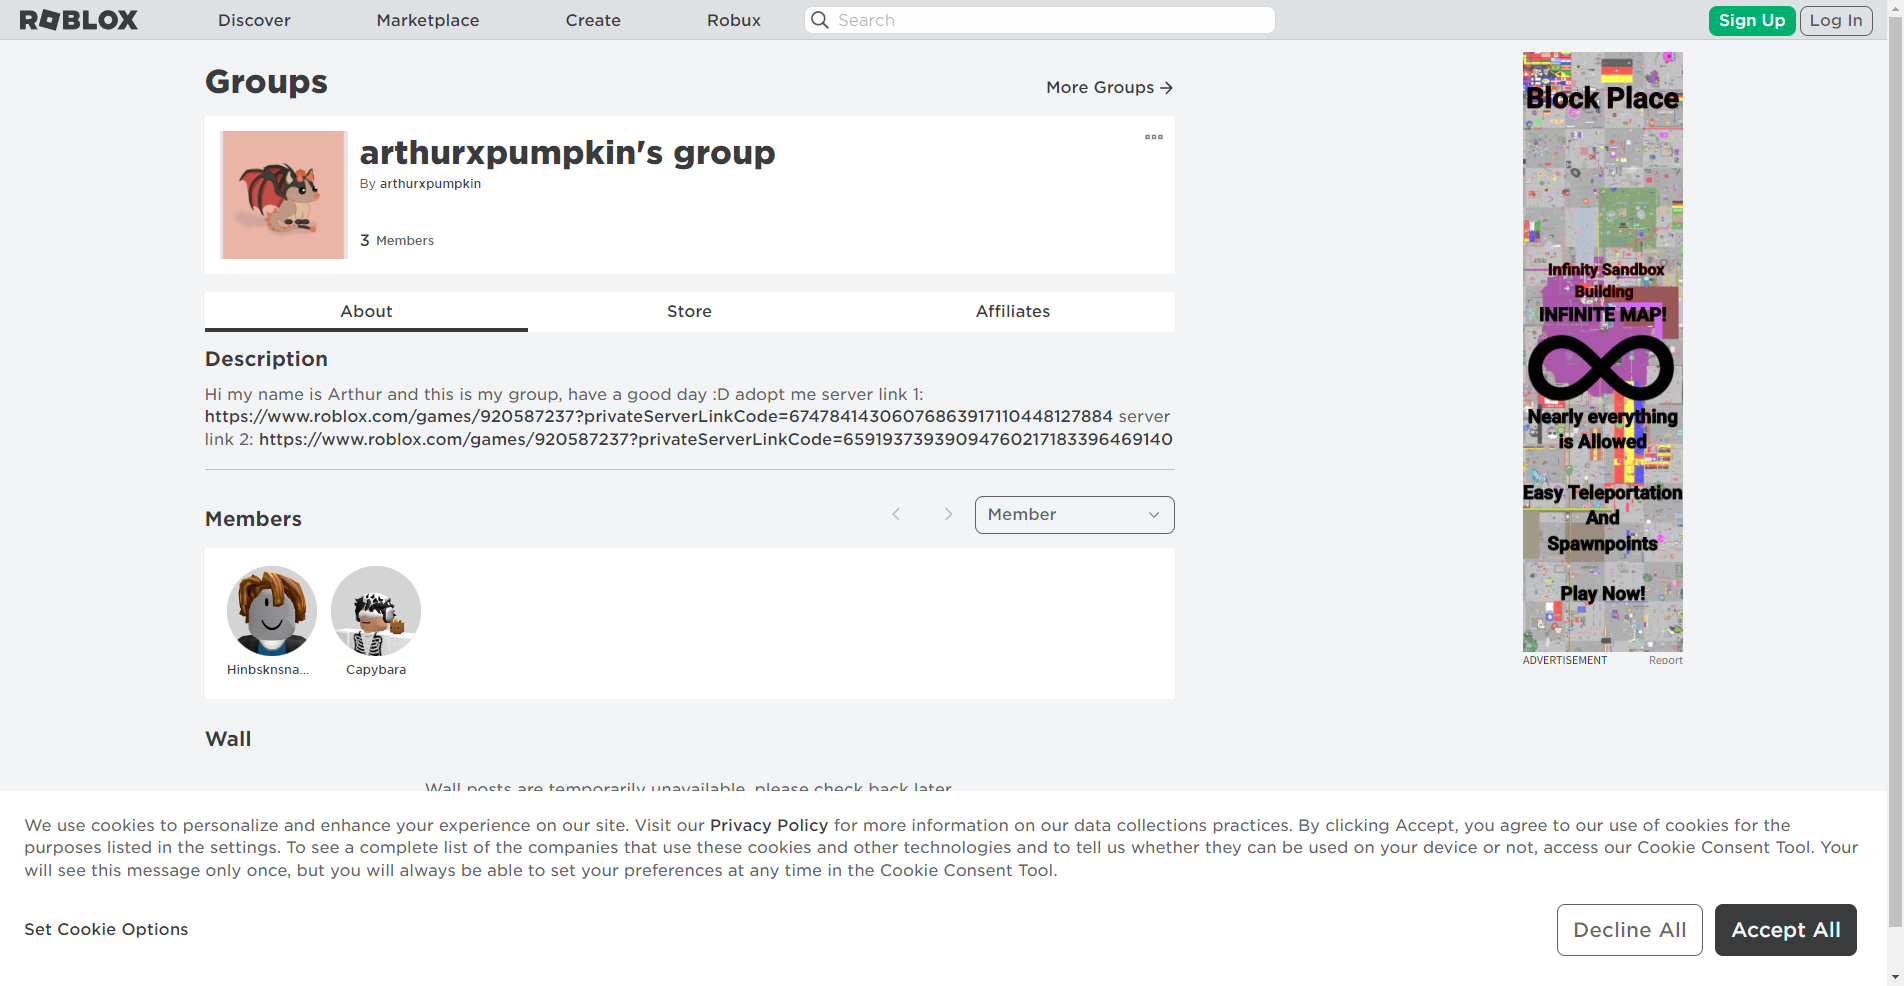 ROBLOX
Discover
Marketplace
Create
Robux
Search
Sign Up
Log In
Groups
More Groups
arthurxpumpkin's group
By arthurxpumpkin
3 Members
About
Store
Affiliates
Description
Hi my name is Arthur and this is my group, have a good day :D adopt me server link 1:
https://www.roblox.com/games/920587237?privateServerLinkCode=67478414306076863917110448127884 server
link 2: https://www.roblox.com/games/920587237?privateServerLinkCode=65919373939094760217183396469140
Members
Member
Hinbsknsna...
Capybara
Wall
Wall posts are temporarily unavailable, please check back later.
Block Place
Infinity Sandbox
Building
INFINITE MAP!
Nearly everything
is Allowed
Easy Teleportation
And
Spawnpoints
Play Now!
ADVERTISEMENT
Report
We use cookies to personalize and enhance your experience on our site. Visit our Privacy Policy for more information on our data collections practices. By clicking Accept, you agree to our use of cookies for the
purposes listed in the settings. To see a complete list of the companies that use these cookies and other technologies and to tell us whether they can be used on your device or not, access our Cookie Consent Tool. Your
will see this message only once, but you will always be able to set your preferences at any time in the Cookie Consent Tool.
Set Cookie Options
Decline All
Accept All